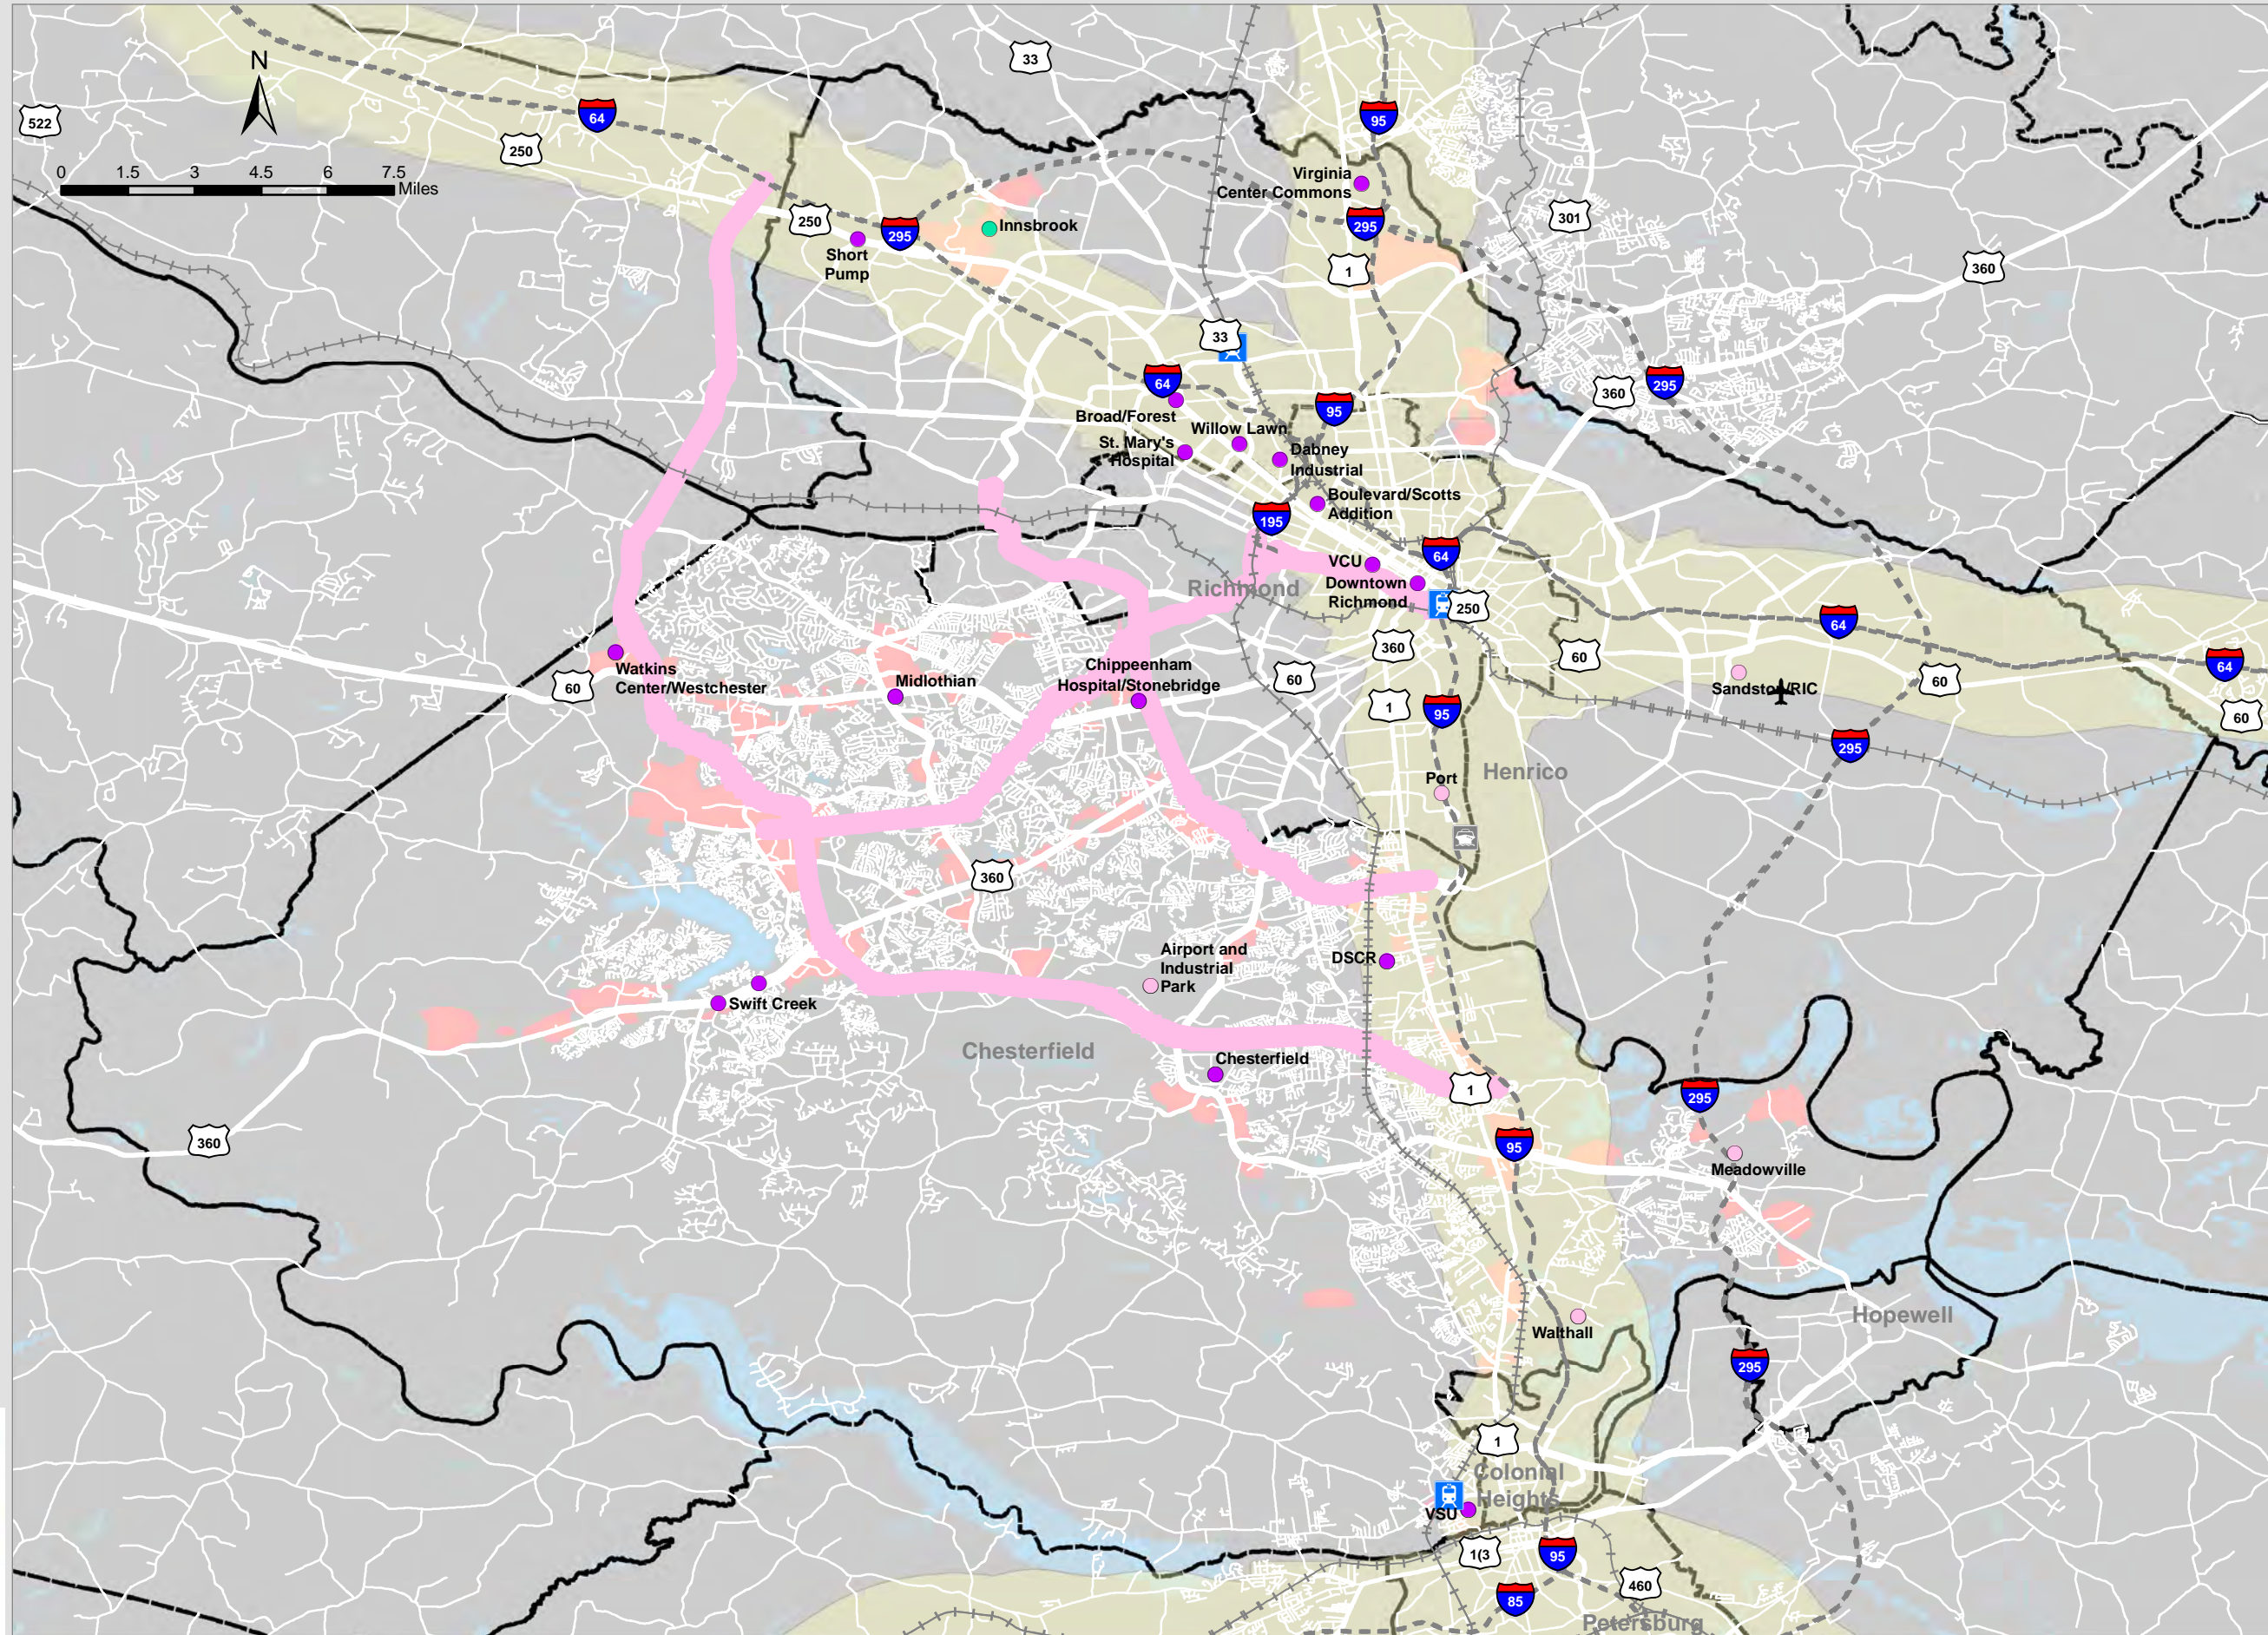 33
N
522
64
95
250
0 1.5 3 4.5 6 7.5
Miles
Virginia
Center Commons
250
295
Innsbrook
295
301
Short
Pump
1
360
33
64
295
360
95
Broad/Forest
Willow Lawn
St. Mary's
Hospital
Dabney
Industrial
Boulevard/Scotts
Addition
195
64
VCU
Downtown
Richmond
Richmond
250
64
360
60
64
Watkins
Center/Westchester
60
Midlothian
Chippeenham
Hospital/Stonebridge
60
60
1
95
60
295
Port
Henrico
360
Airport and
Industrial
Park
DSCR
Swift Creek
Chesterfield
Chesterfield
1
295
360
95
Meadowville
Walthall
Hopewell
295
1
Colonial
Heights
VSU
1(3
95
460
85
Petersburg